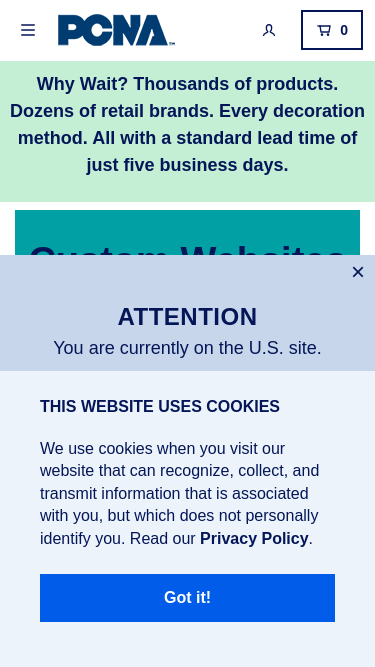 PCNA
0
Why Wait? Thousands of products.
Dozens of retail brands. Every decoration
method. All with a standard lead time of
just five business days.
Custom Websites
ATTENTION
You are currently on the U.S. site.
THIS WEBSITE USES COOKIES
We use cookies when you visit our
website that can recognize, collect, and
transmit information that is associated
with you, but which does not personally
identify you. Read our Privacy Policy.
Got it!